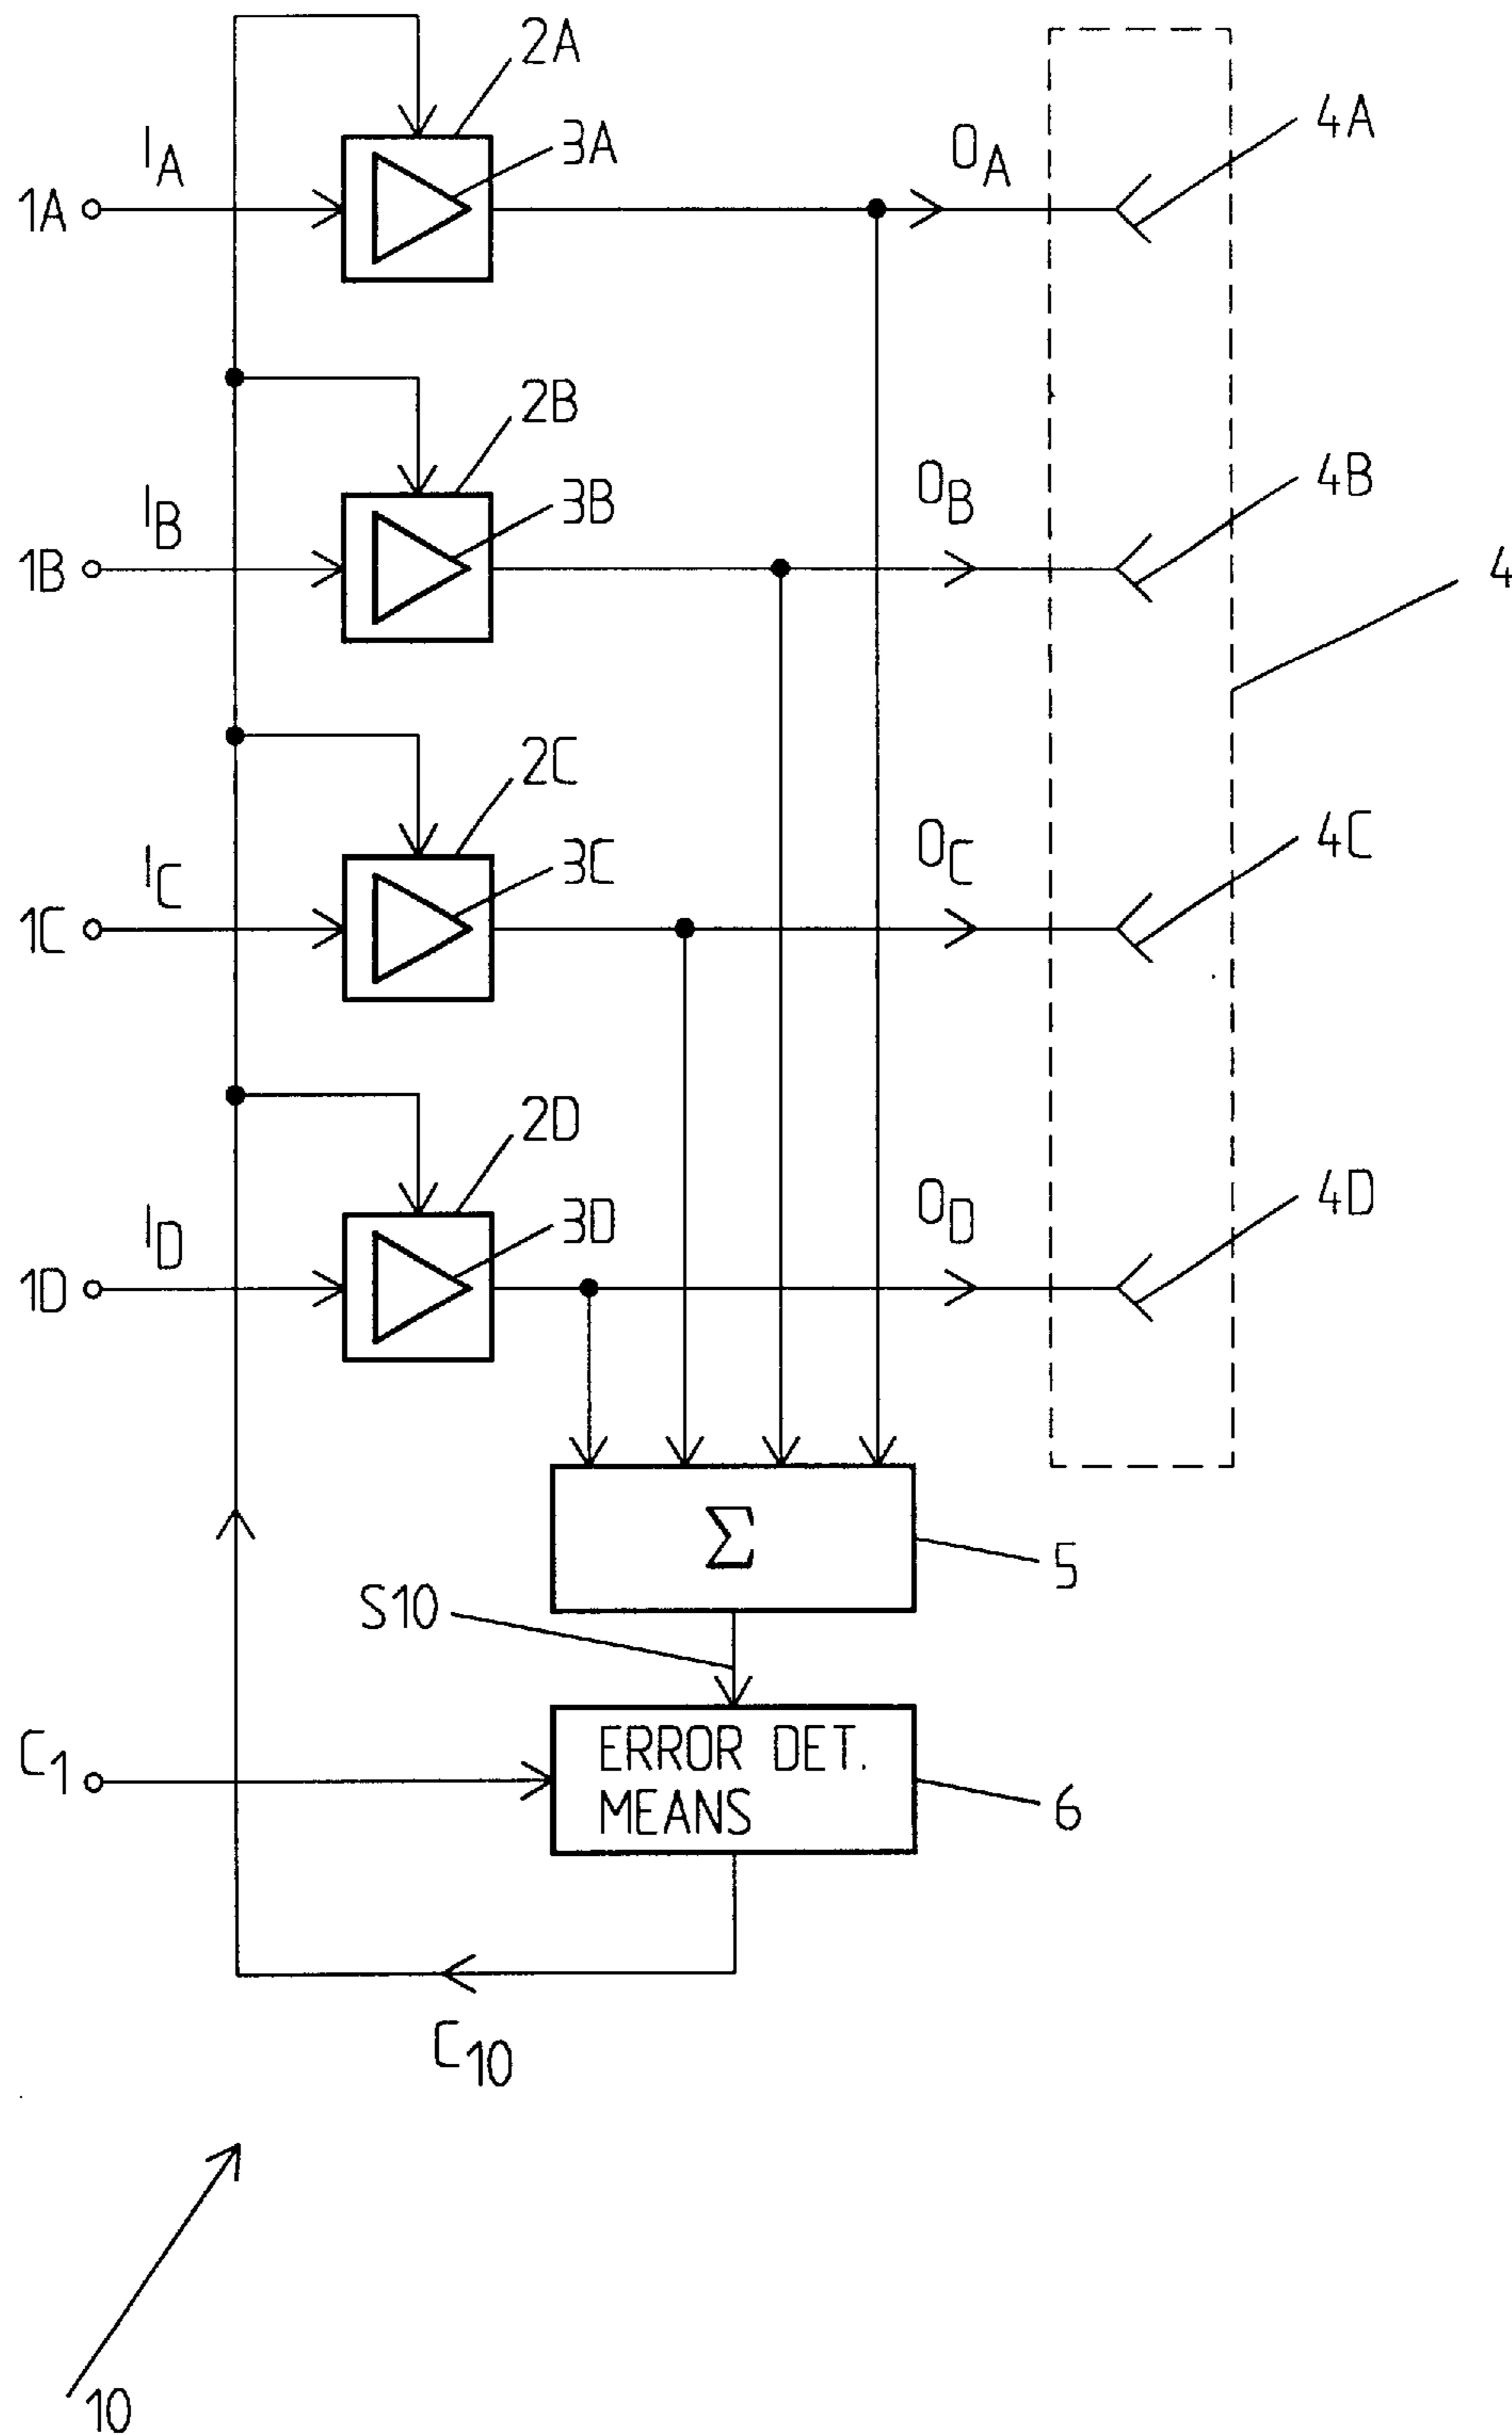 2A
3A
I_A
1A
O_A
4A
2B
3B
I_B
1B
O_B
4B
4
2C
3C
I_C
1C
O_C
4C
2D
3D
I_D
1D
O_D
4D
Σ
5
S10
C_1
ERROR DET.
MEANS
6
C_10
10